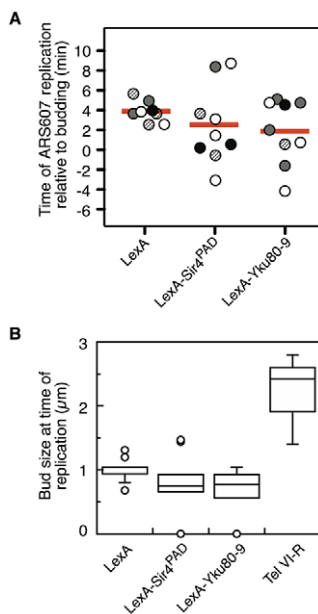 A
Time of ARS607 replication
relative to budding (min)
10
8
6
4
2
0
-2
-4
-6
LexA
LexA-Sir4PAD
LexA-Yku80-9
B
Bud size at time of
replication (µm)
3
2
1
0
LexA
LexA-Sir4PAD
LexA-Yku80-9
Tel VI-R